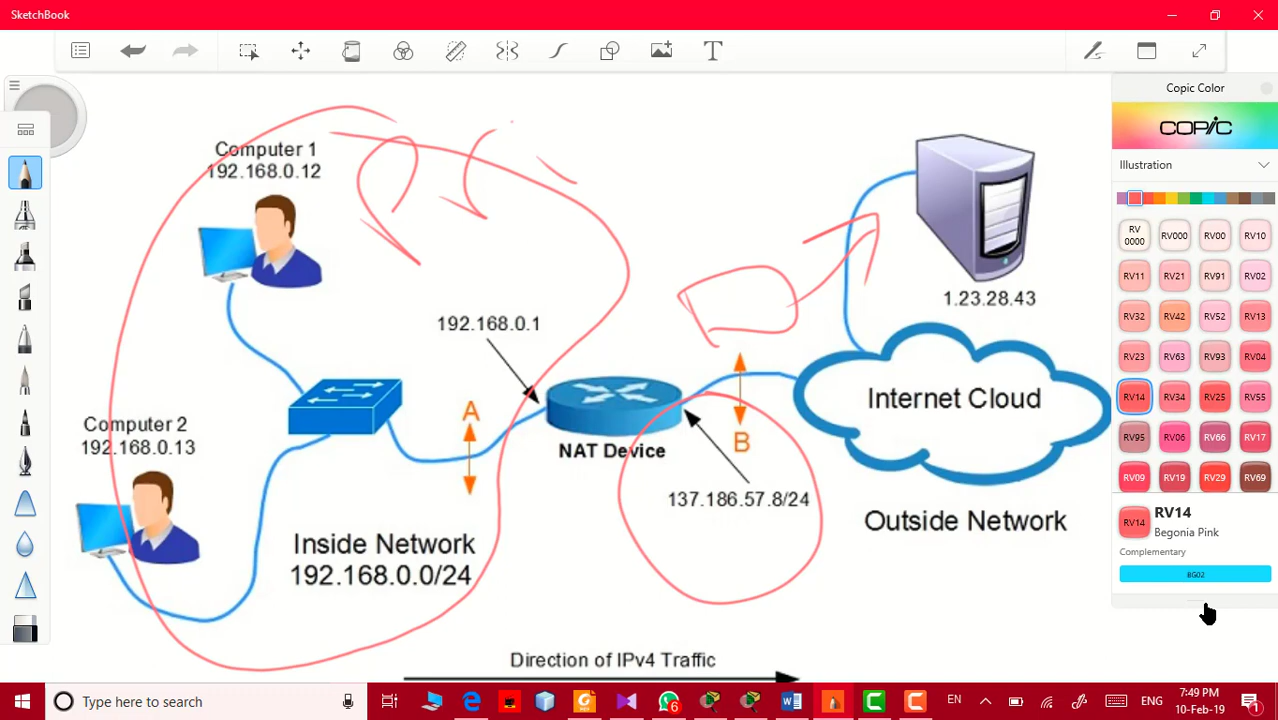 SketchBook
T
Copic Color
COPIC
Illustration
RV 0000
RV000
RV00
RV10
RV11
RV21
RV91
RV02
RV32
RV42
RV52
RV13
RV23
RV63
RV93
RV04
RV14
RV34
RV25
RV55
RV95
RV06
RV66
RV17
RV09
RV19
RV29
RV69
RV14
RV14
Begonia Pink
Complementary
BG02
Computer 1
192.168.0.12
Computer 2
192.168.0.13
192.168.0.1
A
NAT Device
B
137.186.57.8/24
1.23.28.43
Internet Cloud
Outside Network
Inside Network
192.168.0.0/24
Direction of IPv4 Traffic
Type here to search
6
EN
ENG
7:49 PM
10-Feb-19
1